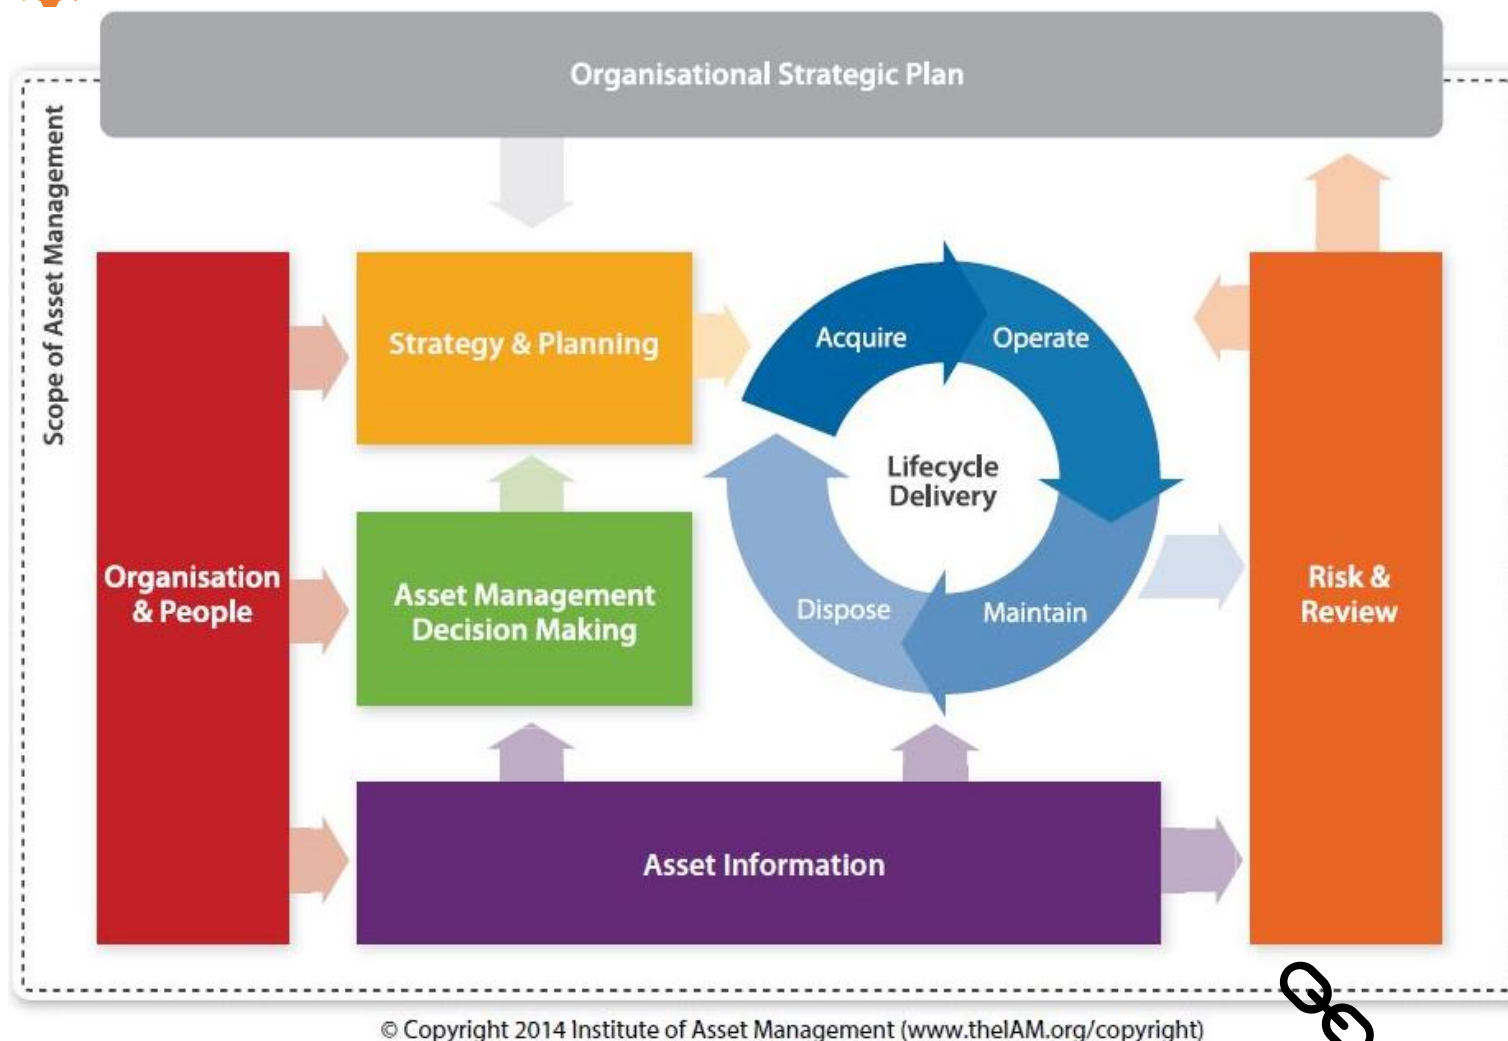 Organisational Strategic Plan
Scope of Asset Management
Strategy & Planning
Acquire
Operate
Lifecycle
Delivery
Organisation
& People
Asset Management
Decision Making
Dispose
Maintain
Risk &
Review
Asset Information
© Copyright 2014 Institute of Asset Management (www.theIAM.org/copyright)